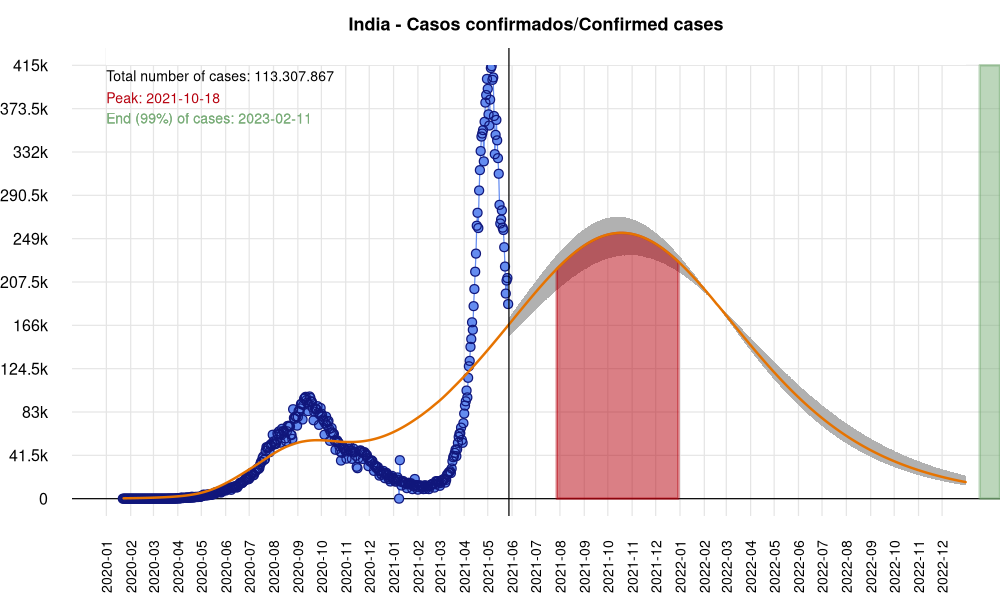 India - Casos confirmados/Confirmed cases
Total number of cases: 113.307.867
Peak: 2021-10-18
End (99%) of cases: 2023-02-11
415k
373.5k
332k
290.5k
249k
207.5k
166k
124.5k
83k
41.5k
0
2020-01
2020-02
2020-03
2020-04
2020-05
2020-06
2020-07
2020-08
2020-09
2020-10
2020-11
2020-12
2021-01
2021-02
2021-03
2021-04
2021-05
2021-06
2021-07
2021-08
2021-09
2021-10
2021-11
2021-12
2022-01
2022-02
2022-03
2022-04
2022-05
2022-06
2022-07
2022-08
2022-09
2022-10
2022-11
2022-12